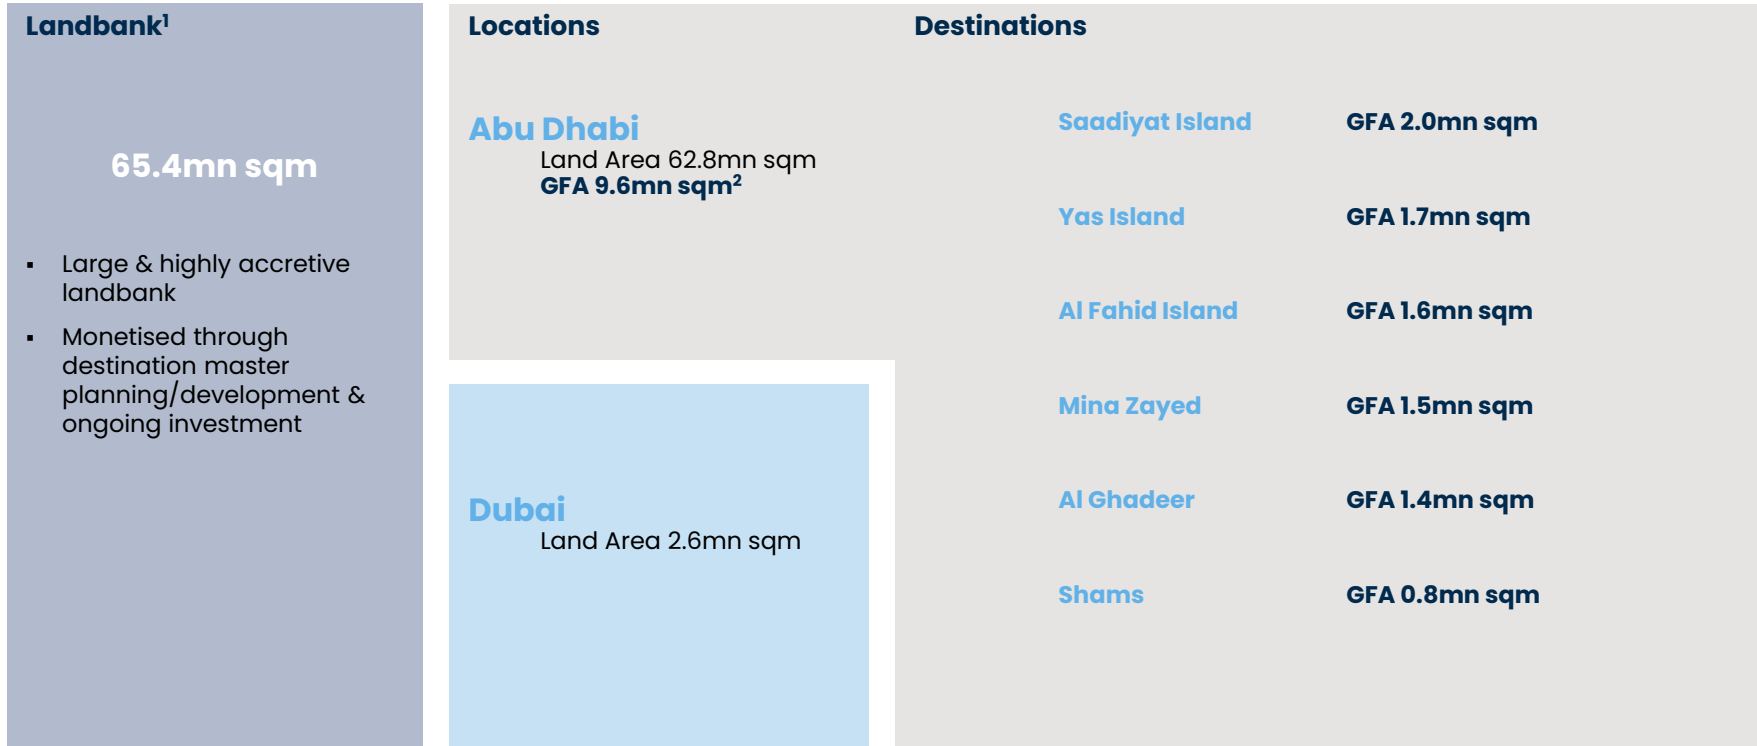 Landbank¹
65.4mn sqm
▪ Large & highly accretive
landbank
▪ Monetised through
destination master
planning/development &
ongoing investment
Locations
Abu Dhabi
Land Area 62.8mn sqm
GFA 9.6mn sqm²
Dubai
Land Area 2.6mn sqm
Destinations
Saadiyat Island GFA 2.0mn sqm
Yas Island GFA 1.7mn sqm
Al Fahid Island GFA 1.6mn sqm
Mina Zayed GFA 1.5mn sqm
Al Ghadeer GFA 1.4mn sqm
Shams GFA 0.8mn sqm